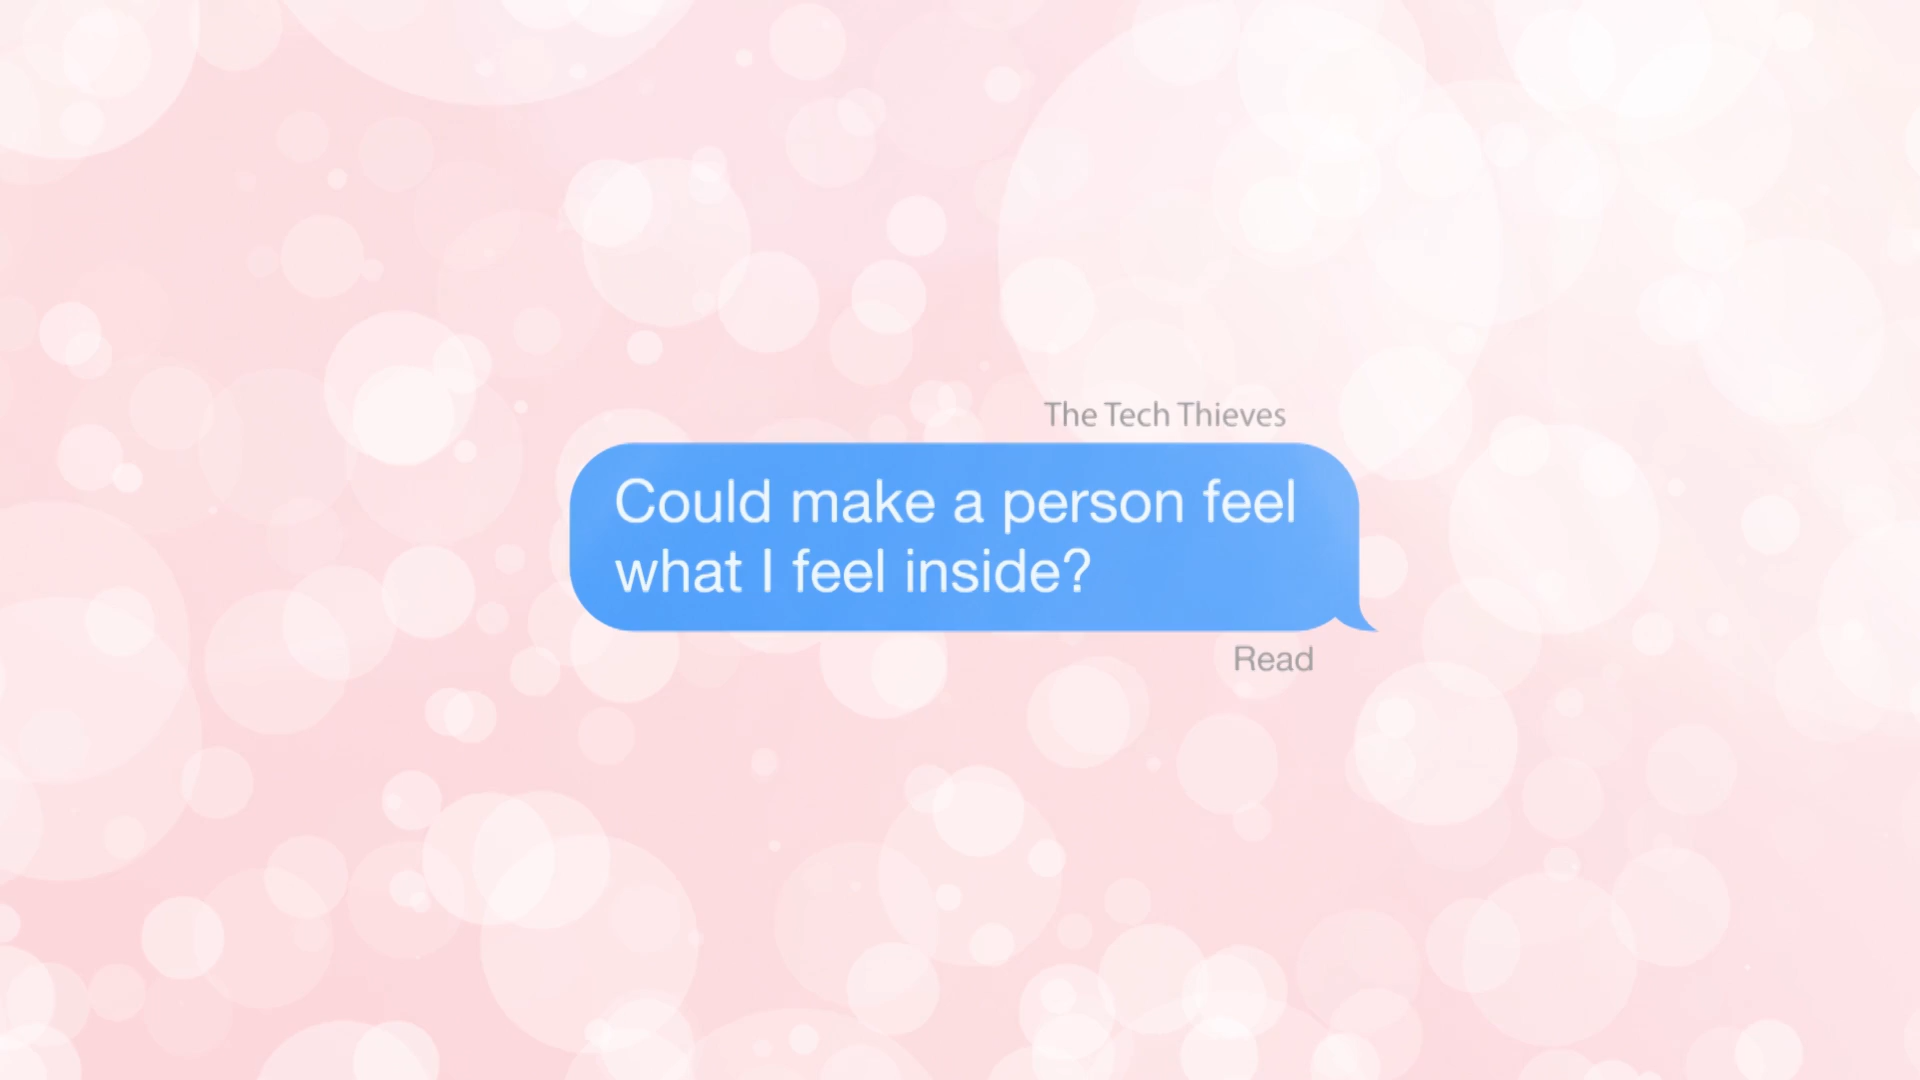 The Tech Thieves
Could make a person feel
what I feel inside?
Read